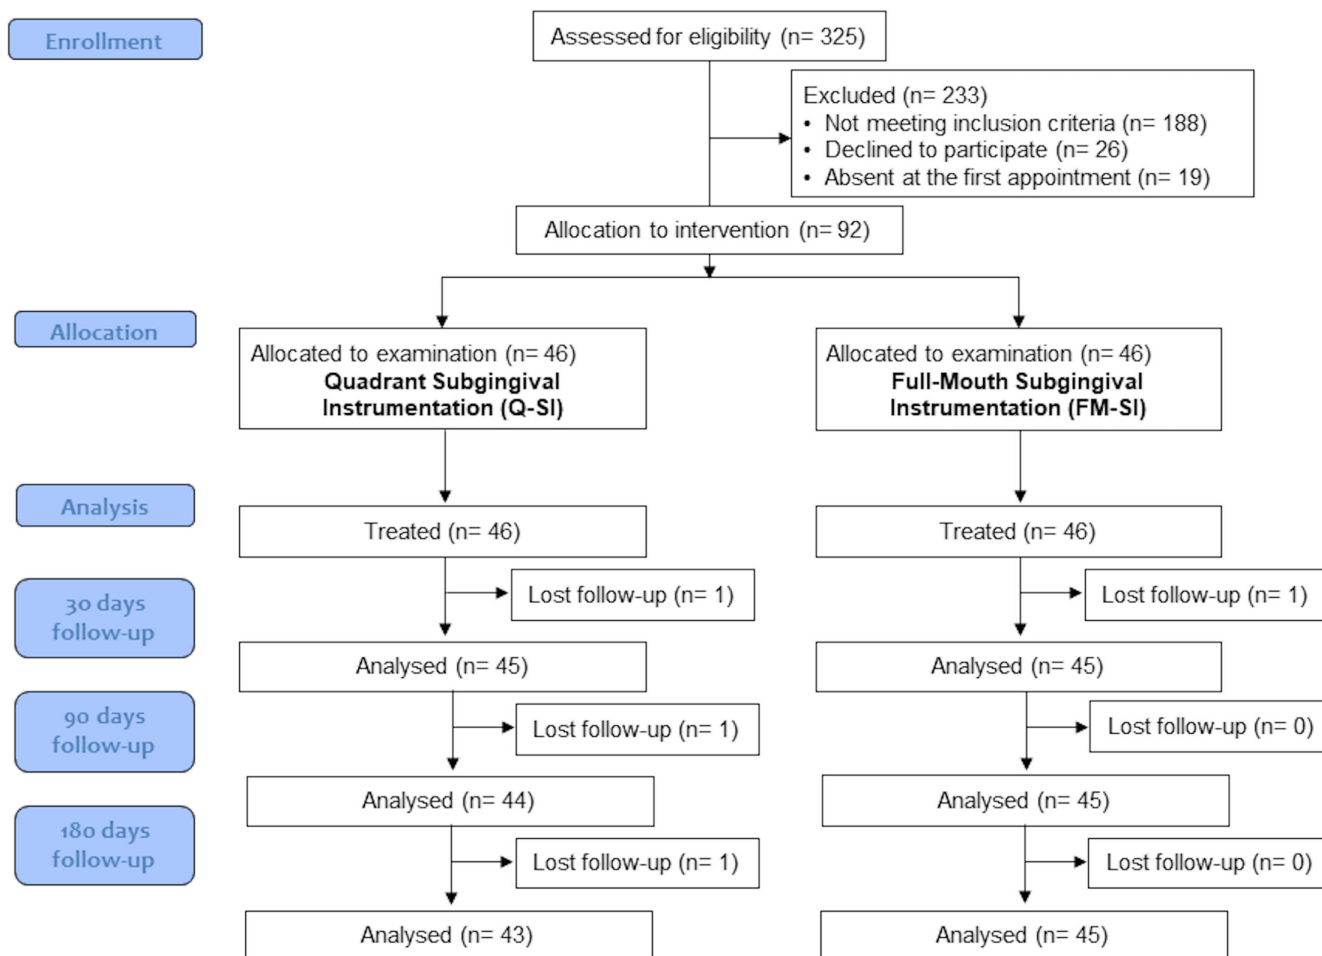 Enrollment
Assessed for eligibility (n= 325)
Excluded (n= 233)
• Not meeting inclusion criteria (n= 188)
• Declined to participate (n= 26)
• Absent at the first appointment (n= 19)
Allocation to intervention (n= 92)
Allocation
Allocated to examination (n= 46)
Quadrant Subgingival
Instrumentation (Q-SI)
Allocated to examination (n= 46)
Full-Mouth Subgingival
Instrumentation (FM-SI)
Analysis
Treated (n= 46)
Treated (n= 46)
30 days
follow-up
Lost follow-up (n= 1)
Lost follow-up (n= 1)
Analysed (n= 45)
Analysed (n= 45)
90 days
follow-up
Lost follow-up (n= 1)
Lost follow-up (n= 0)
Analysed (n= 44)
Analysed (n= 45)
180 days
follow-up
Lost follow-up (n= 1)
Lost follow-up (n= 0)
Analysed (n= 43)
Analysed (n= 45)